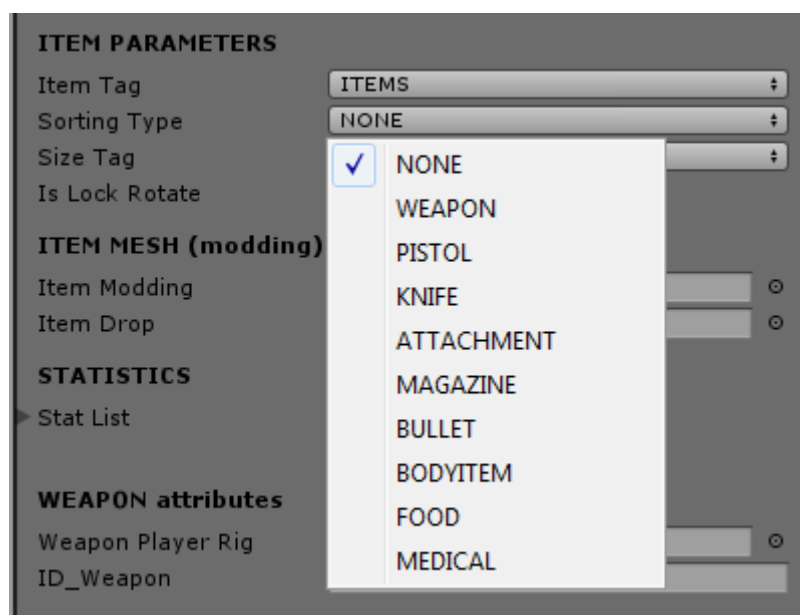 ITEM PARAMETERS
Item Tag ITEMS
Sorting Type NONE
Size Tag
NONE
Is Lock Rotate
WEAPON
ITEM MESH (modding)
PISTOL
Item Modding
KNIFE
Item Drop
ATTACHMENT
STATISTICS
MAGAZINE
Stat List
BULLET
BODYITEM
WEAPON attributes
FOOD
Weapon Player Rig
MEDICAL
ID_Weapon